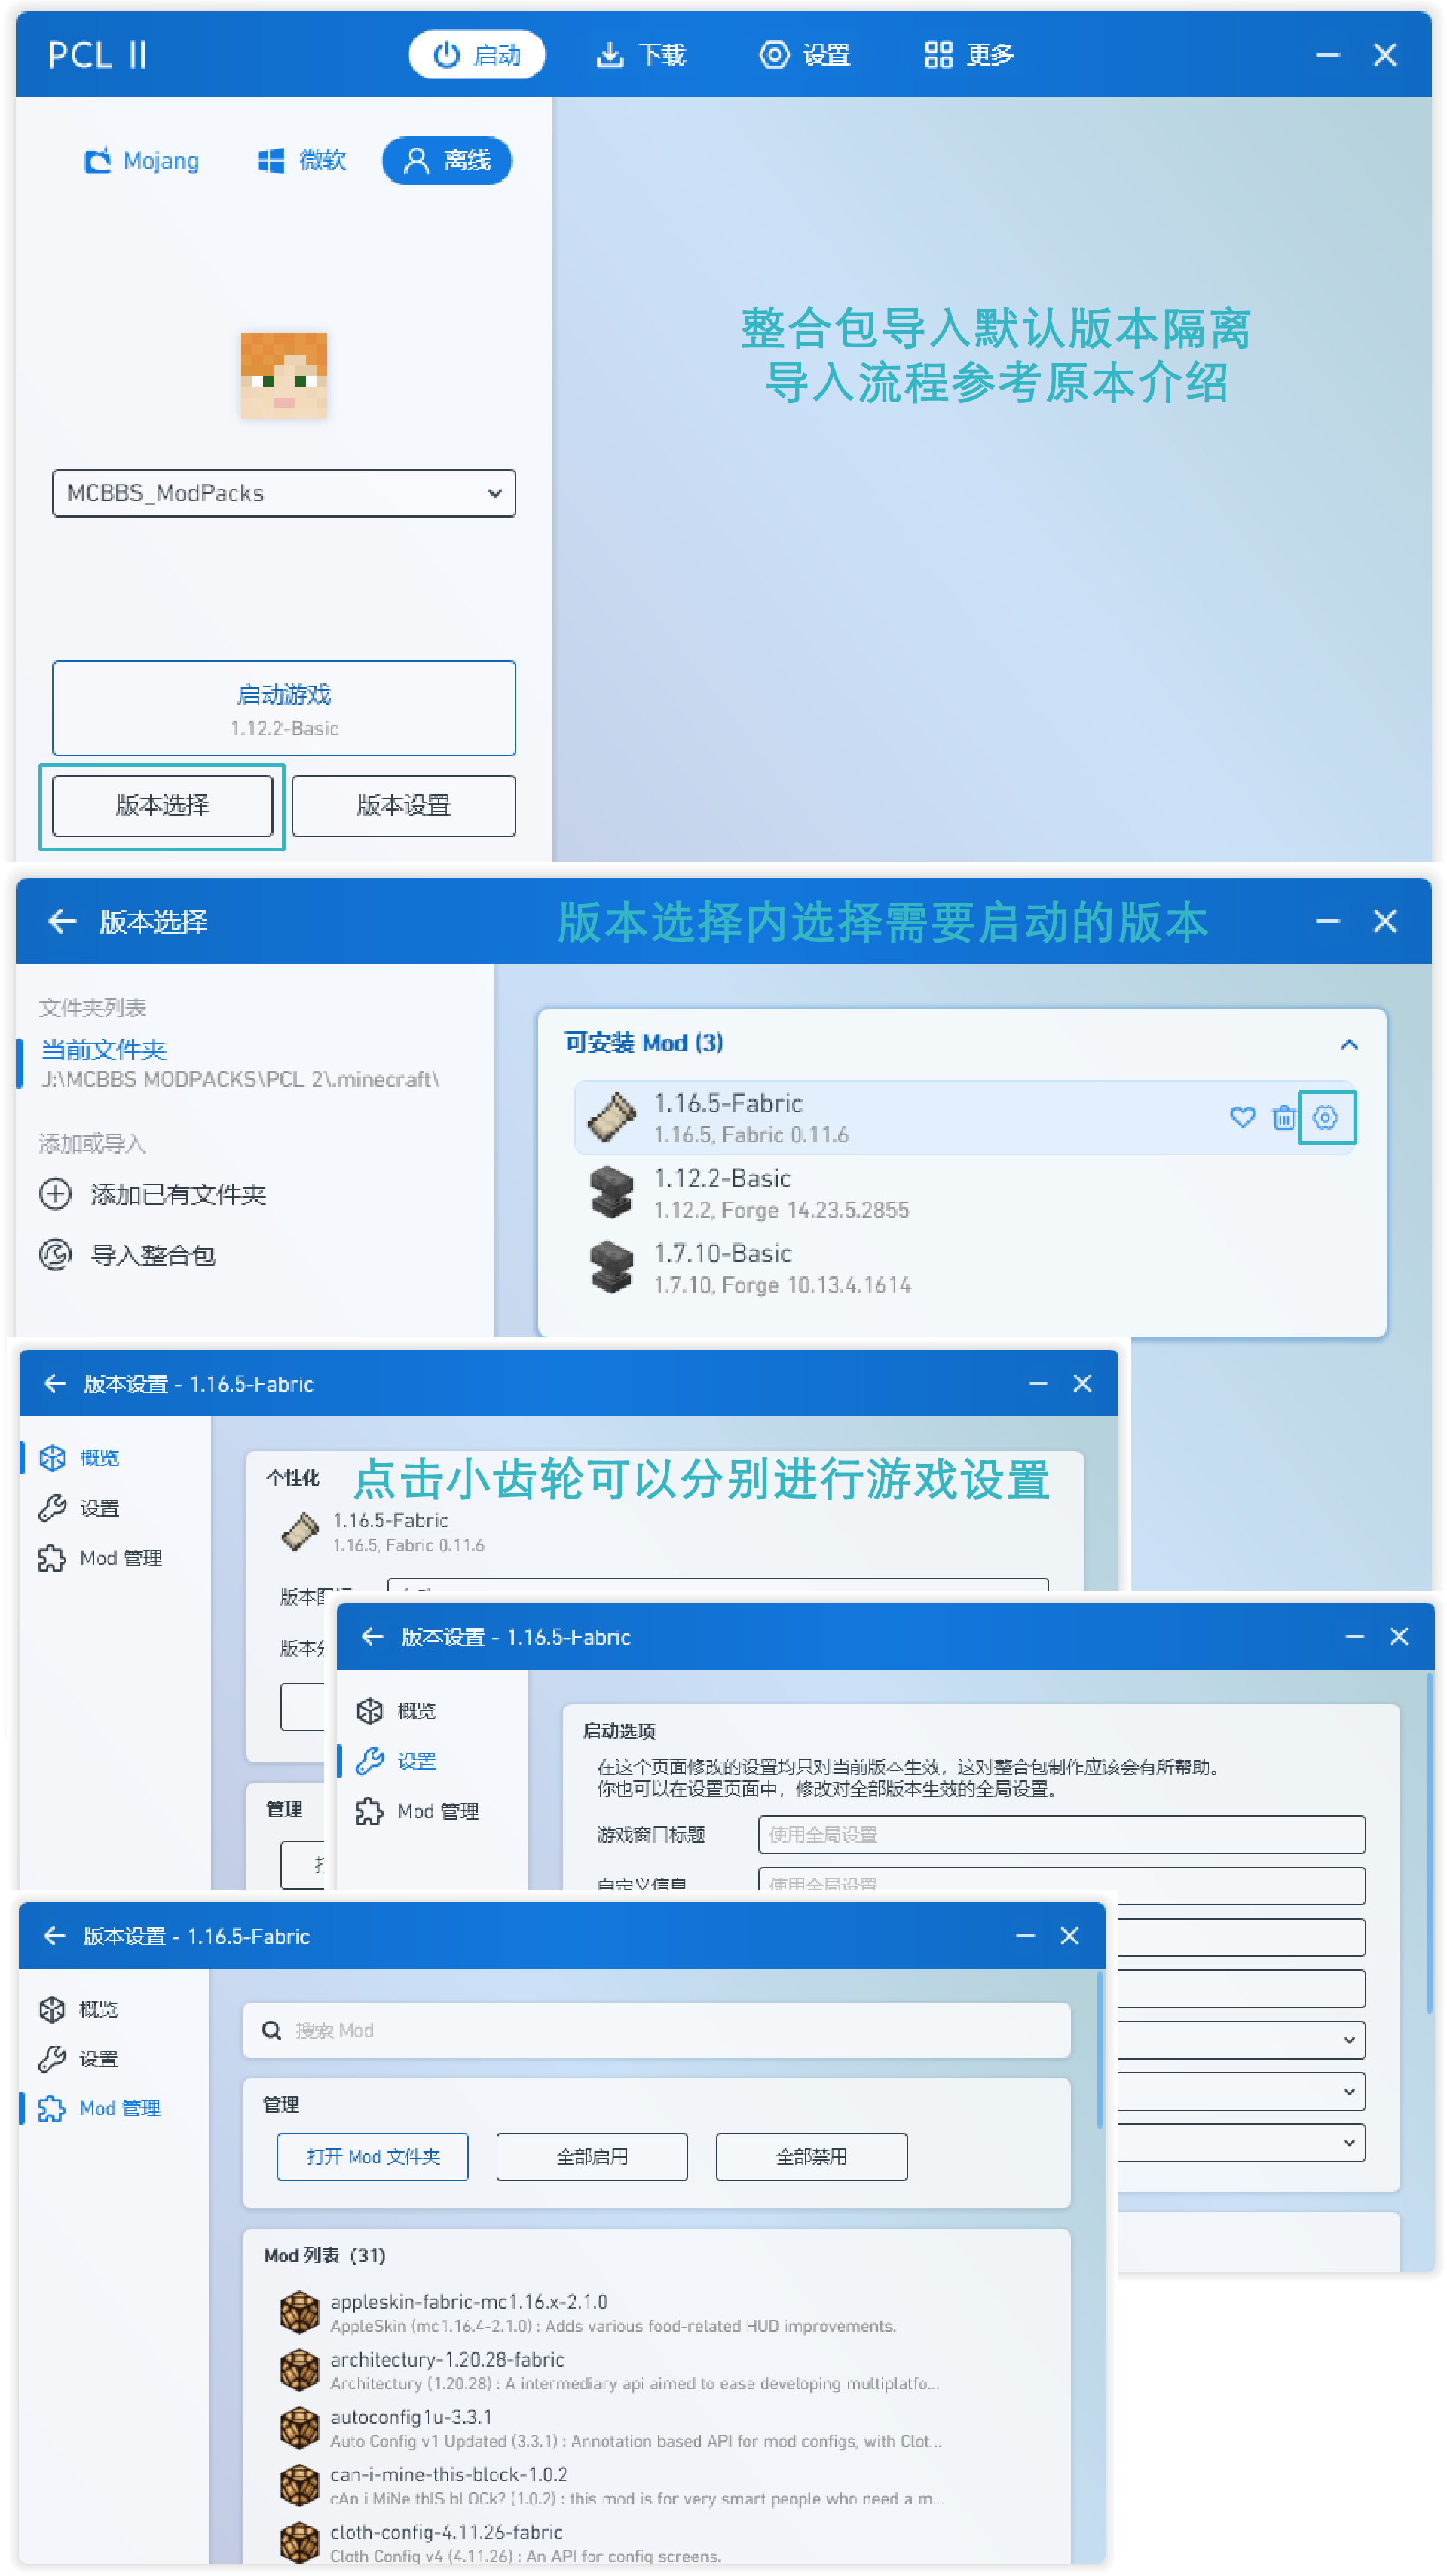 PCL II
启动
下载
设置
更多
Mojang
微软
离线
整合包导入默认版本隔离
导入流程参考原本介绍
MCBBS_ModPacks
启动游戏
1.12.2-Basic
版本选择
版本设置
版本选择
版本选择内选择需要启动的版本
文件夹列表
当前文件夹
J:\MCBBS MODPACKS\PCL 2\.minecraft\
添加或导入
添加已有文件夹
导入整合包
可安装 Mod (3)
1.16.5-Fabric
1.16.5, Fabric 0.11.6
1.12.2-Basic
1.12.2, Forge 14.23.5.2855
1.7.10-Basic
1.7.10, Forge 10.13.4.1614
版本设置 - 1.16.5-Fabric
概览
设置
Mod 管理
个性化
点击小齿轮可以分别进行游戏设置
1.16.5-Fabric
1.16.5, Fabric 0.11.6
版本
版本
管理
版本设置 - 1.16.5-Fabric
概览
设置
Mod 管理
启动选项
在这个页面修改的设置均只对当前版本生效，这对整合包制作应该会有所帮助。
你也可以在设置页面中，修改对全部版本生效的全局设置。
游戏窗口标题
使用全局设置
自定义信息
使用全局设置
版本设置 - 1.16.5-Fabric
概览
设置
Mod 管理
搜索 Mod
管理
打开 Mod 文件夹
全部启用
全部禁用
Mod 列表 (31)
appleskin-fabric-mc1.16.x-2.1.0
AppleSkin (mc1.16.4-2.1.0) : Adds various food-related HUD improvements.
architectury-1.20.28-fabric
Architectury (1.20.28) : A intermediary api aimed to ease developing multiplatfo...
autoconfig1u-3.3.1
Auto Config v1 Updated (3.3.1) : Annotation based API for mod configs, with Clot...
can-i-mine-this-block-1.0.2
cAn i MiNe thIS bLOCk? (1.0.2) : this mod is for very smart people who need a m...
cloth-config-4.11.26-fabric
Cloth Config v4 (4.11.26) : An API for config screens.